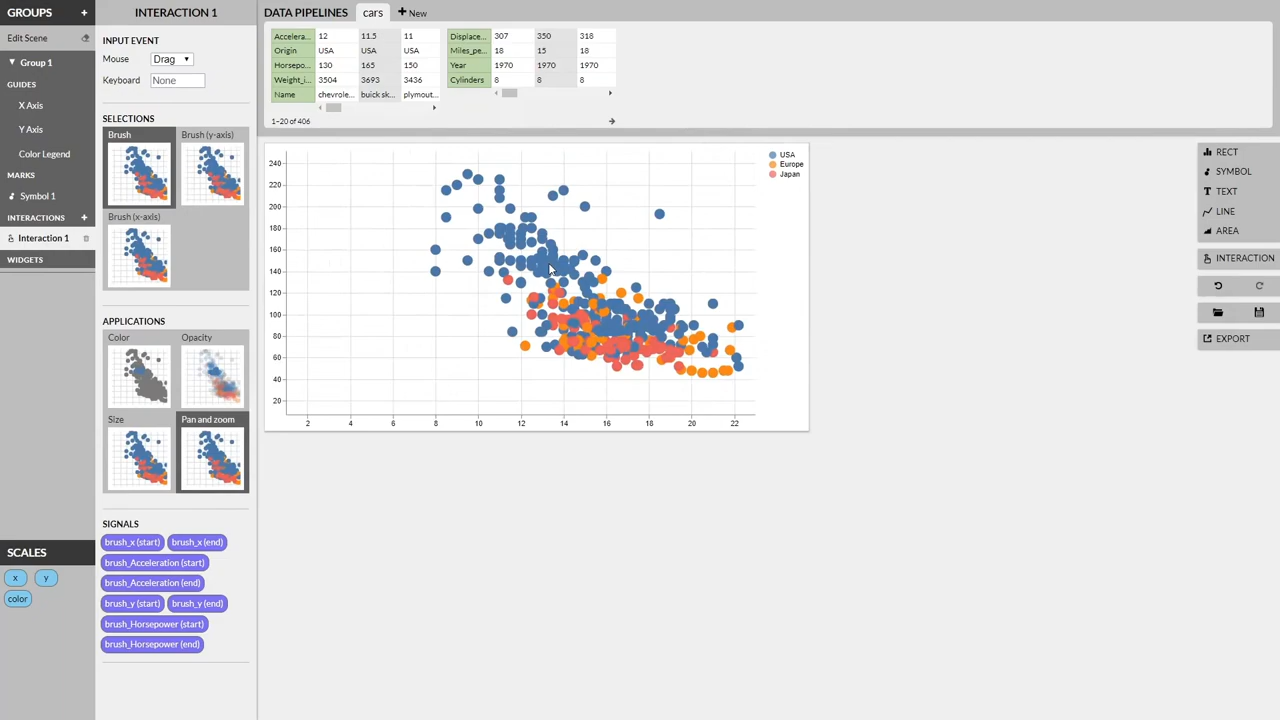 GROUPS +
Edit Scene
Group 1
GUIDES
X Axis
Y Axis
Color Legend
MARKS
Symbol 1
INTERACTIONS +
Interaction 1
WIDGETS
SCALES
x y
color
INTERACTION 1
INPUT EVENT
Mouse Drag
Keyboard None
SELECTIONS
Brush Brush (y-axis)
Brush (x-axis)
APPLICATIONS
Color Opacity
Size Pan and zoom
SIGNALS
brush_x (start) brush_x (end)
brush_Acceleration (start)
brush_Acceleration (end)
brush_y (start) brush_y (end)
brush_Horsepower (start)
brush_Horsepower (end)
DATA PIPELINES cars + New
Accelera... 12 11.5 11
Origin USA USA USA
Horsepo... 130 165 150
Weight_i... 3504 3693 3436
Name chevrole... buick sk... plymout...
Displace... 307 350 318
Miles_pe... 18 15 18
Year 1970 1970 1970
Cylinders 8 8 8
1–20 of 406
240
220
200
180
160
140
120
100
80
60
40
20
2 4 6 8 10 12 14 16 18 20 22
USA
Europe
Japan
RECT
SYMBOL
TEXT
LINE
AREA
INTERACTION
EXPORT